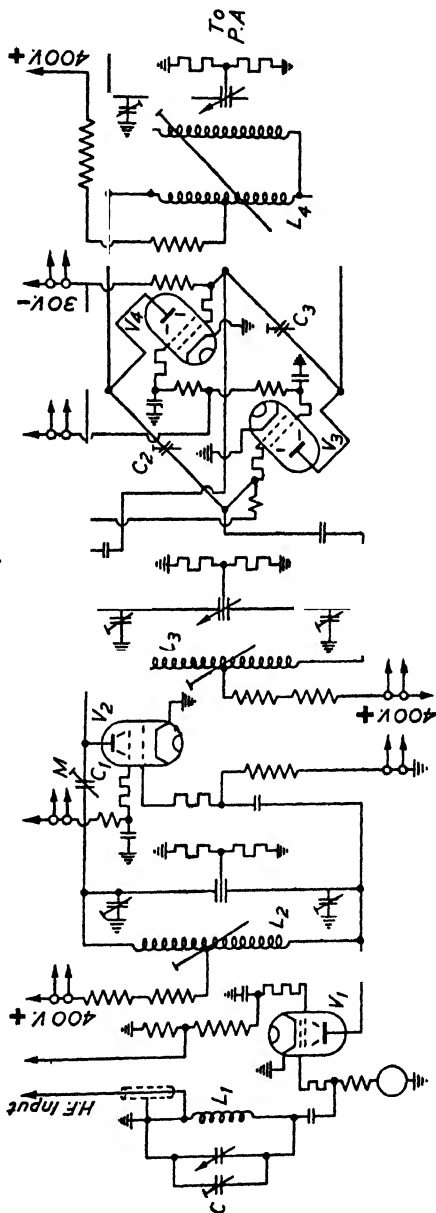 C
H.F. Input
L1
V1
+ 400V.
L2
M
C1
V2
L3
+ 400V.
C2
V4
30V.-
V3
C3
L4
+ 400V.
To
P.A